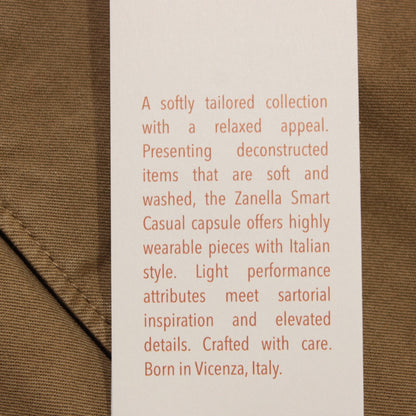 A softly tailored collection
with a relaxed appeal.
Presenting deconstructed
items that are soft and
washed, the Zanella Smart
Casual capsule offers highly
wearable pieces with Italian
style. Light performance
attributes meet sartorial
inspiration and elevated
details. Crafted with care.
Born in Vicenza, Italy.